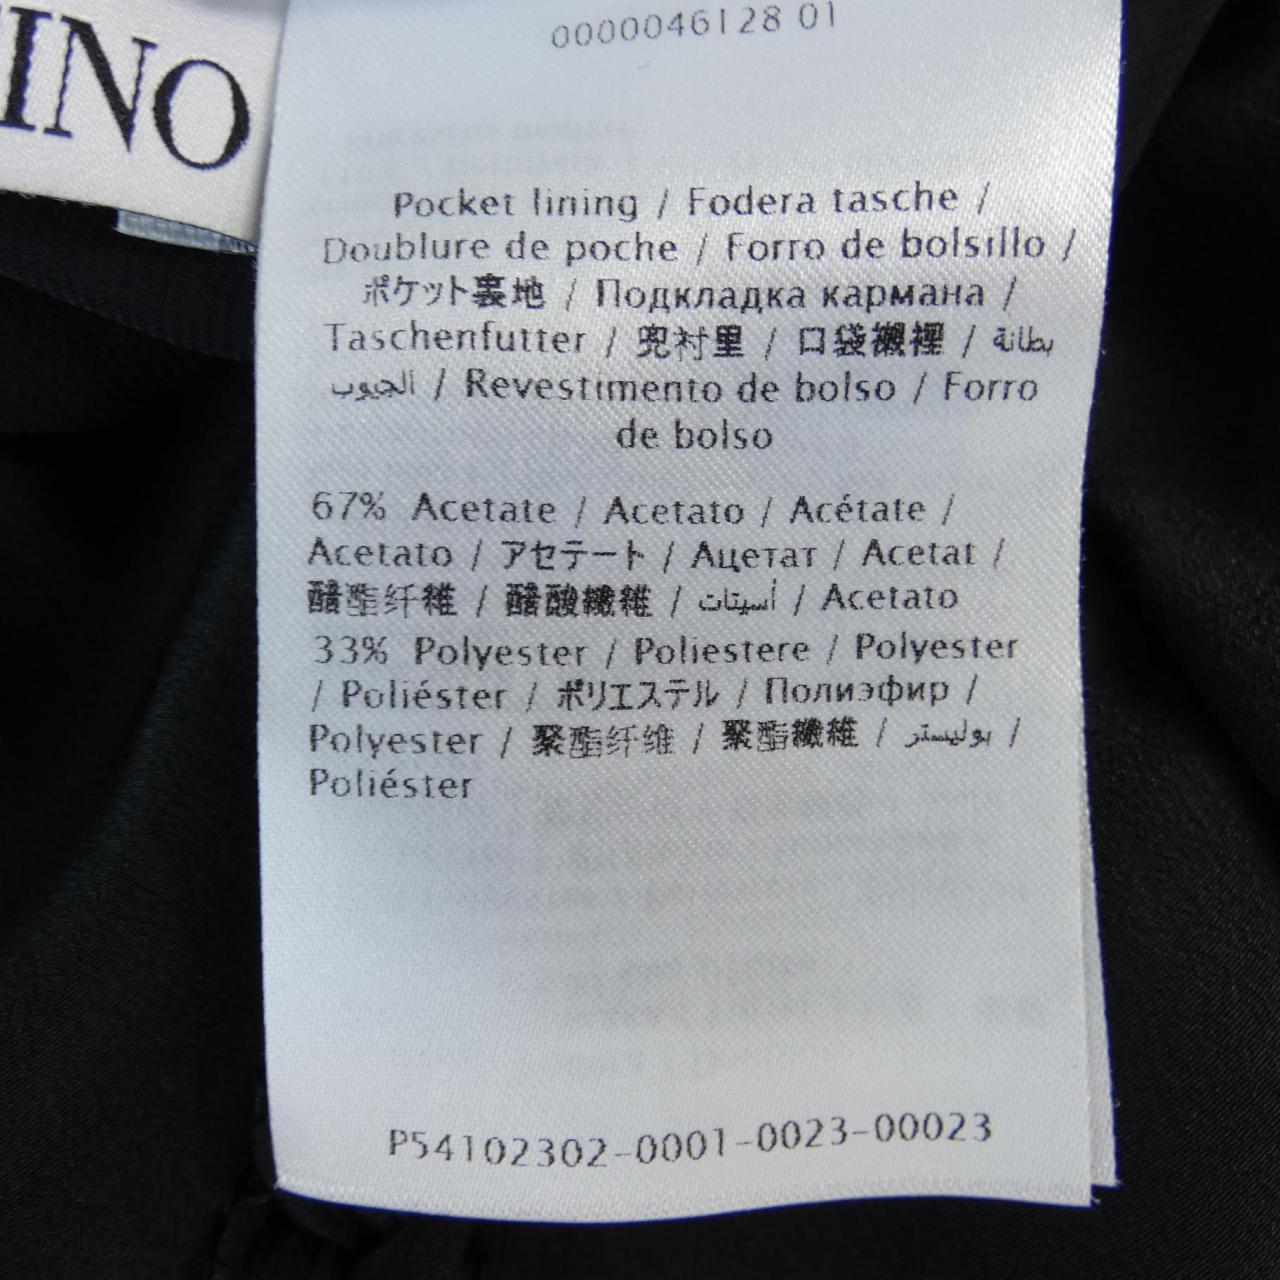 INO
0000046128 01
Pocket lining / Fodera tasche /
Doublure de poche / Forro de bolsillo /
ポケット裏地 / Подкладка кармана /
Taschenfutter / 兜衬里 / 口袋襯裡 / بطانة
الجيوب / Revestimento de bolso / Forro
de bolso
67% Acetate / Acetato / Acétate /
Acetato / アセテート / Ацетат / Acetat /
醋酯纤维 / 醋酸纖維 / أسيتات / Acetato
33% Polyester / Poliestere / Polyester
/ Poliéster / ポリエステル / Полиэфир /
Polyester / 聚酯纤维 / 聚酯纖維 / بوليستر /
Poliéster
P54102302-0001-0023-00023